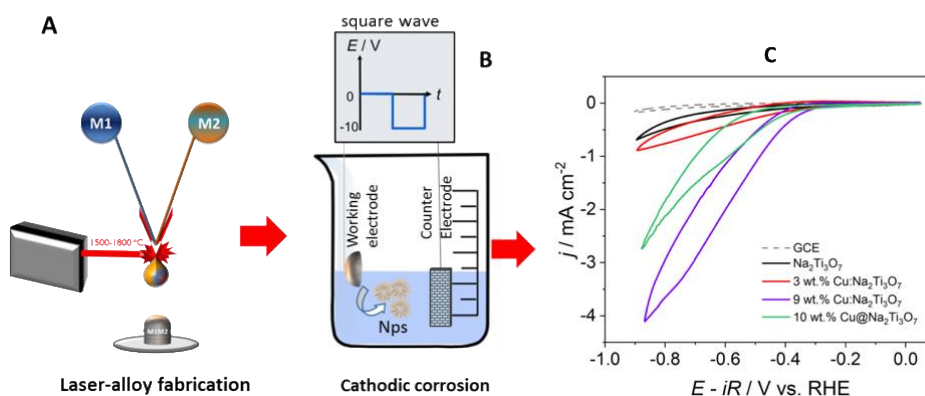 A
M1
M2
1500-1800 °C
M1M2
Laser-alloy fabrication
square wave
B
E / V
0
-10
t
Working
electrode
Counter
Electrode
Nps
Cathodic corrosion
C
0
-1
-2
-3
-4
j / mA cm-2
GCE
Na2Ti3O7
3 wt.% Cu:Na2Ti3O7
9 wt.% Cu:Na2Ti3O7
10 wt.% Cu@Na2Ti3O7
-1.0 -0.8 -0.6 -0.4 -0.2 0.0
E - iR / V vs. RHE